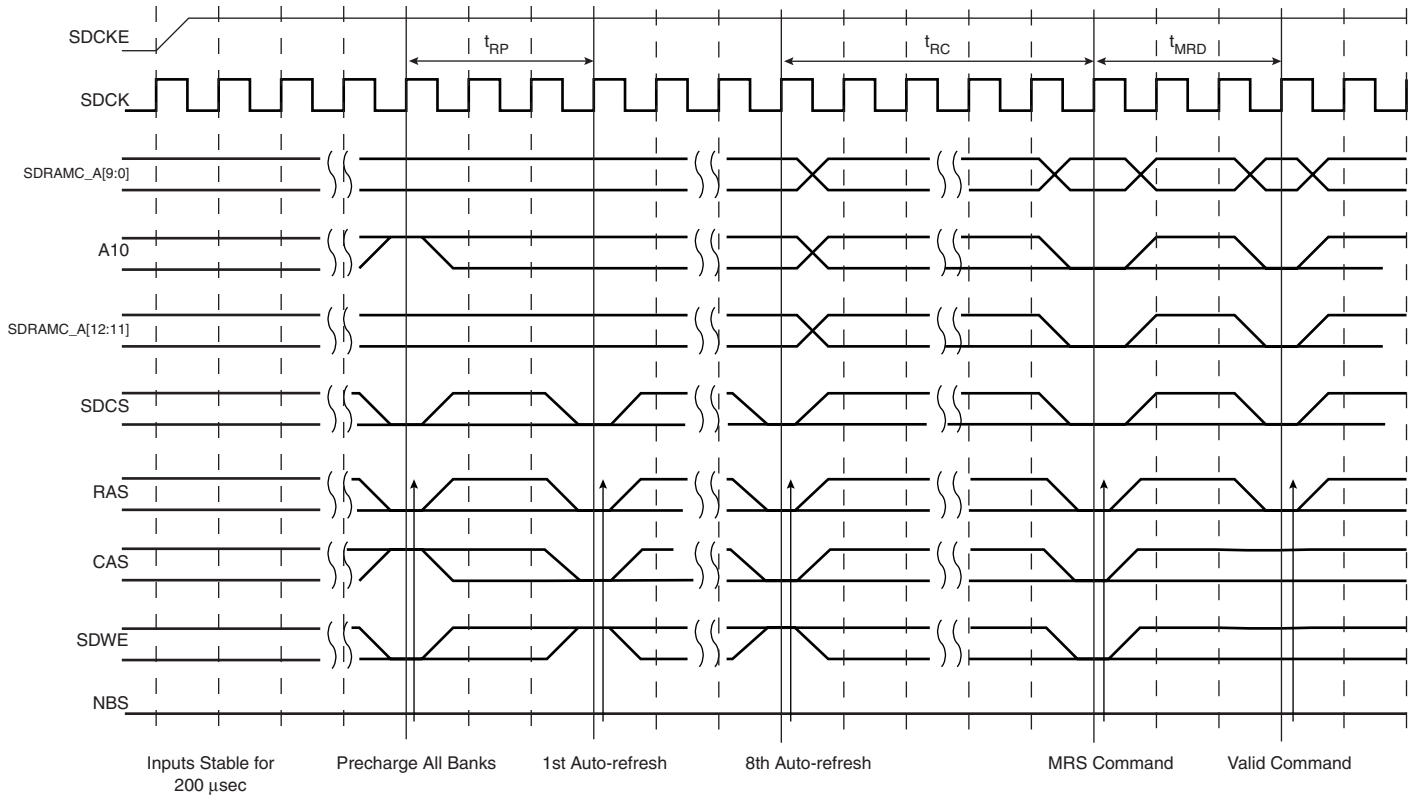 SDCKE
tRP
tRC
tMRD
SDCK
SDRAMC_A[9:0]
A10
SDRAMC_A[12:11]
SDCS
RAS
CAS
SDWE
NBS
Inputs Stable for
200 μsec
Precharge All Banks
1st Auto-refresh
8th Auto-refresh
MRS Command
Valid Command